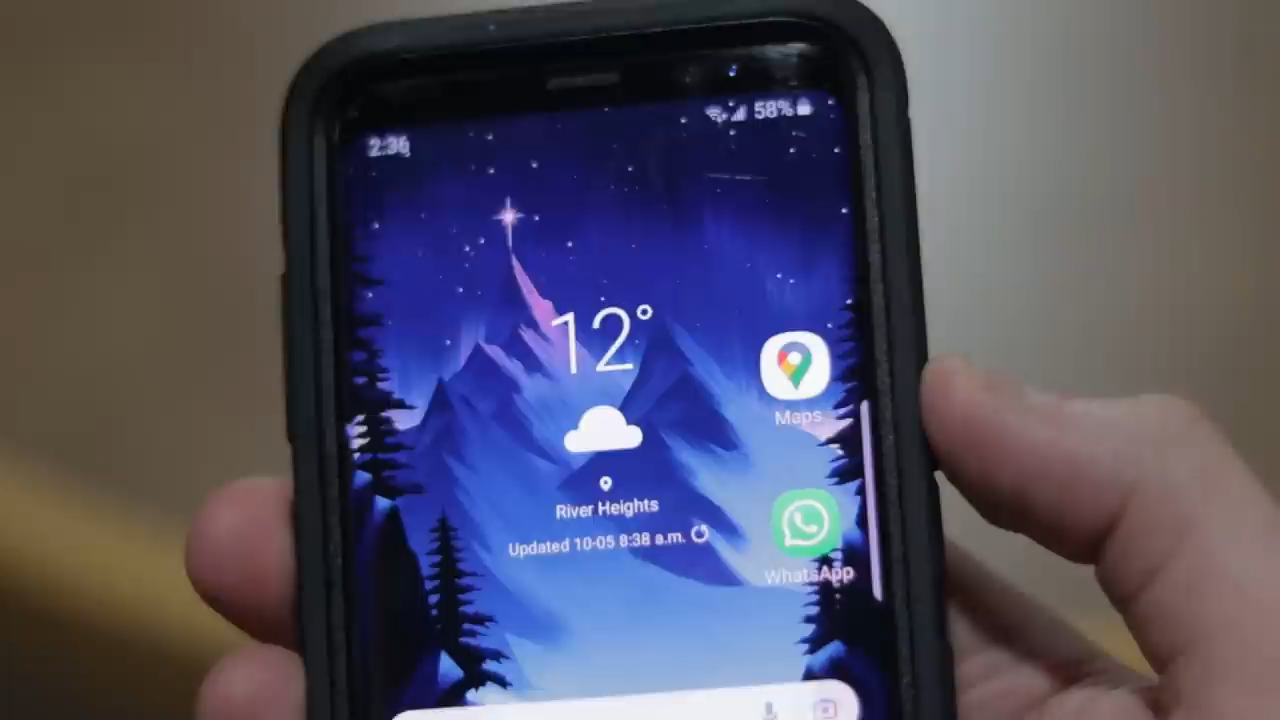 2:36
58%
12°
Maps
River Heights
Updated 10-05 8:38 a.m.
WhatsApp